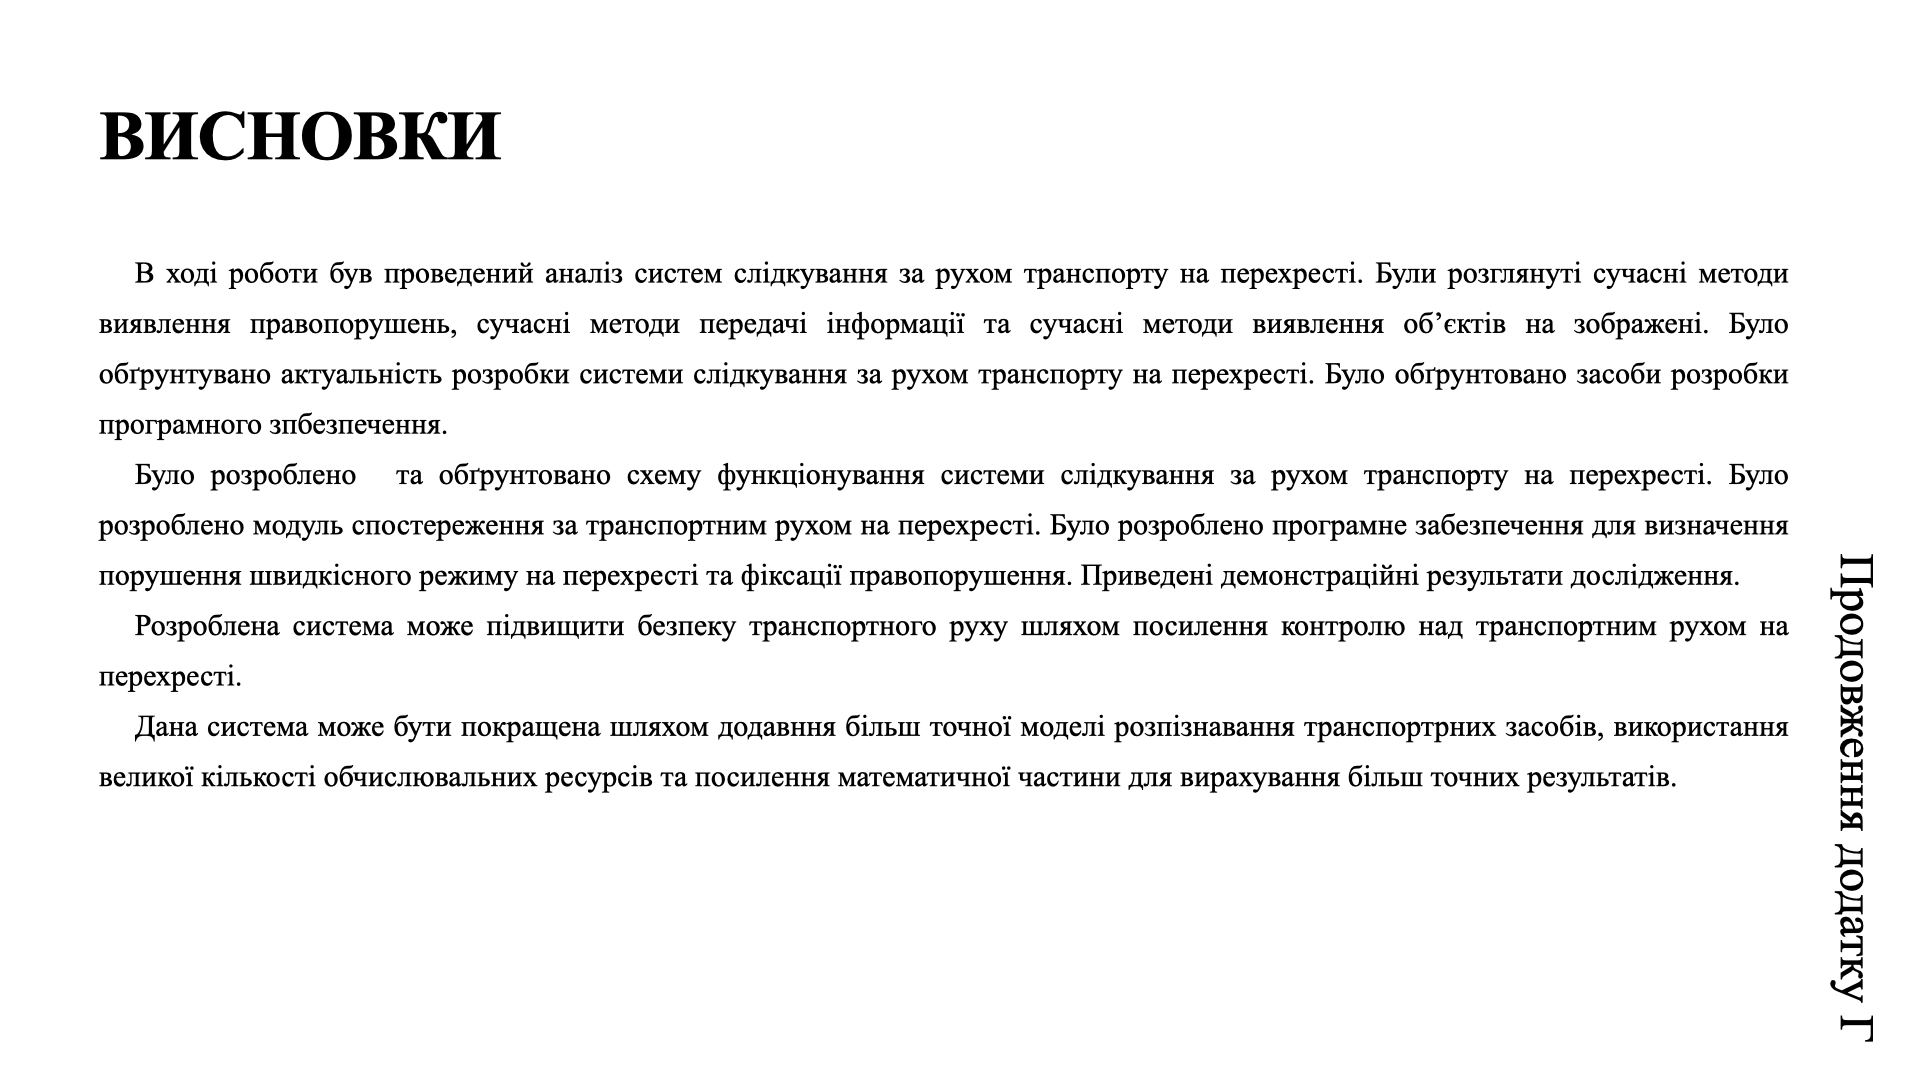 ВИСНОВКИ
В ході роботи був проведений аналіз систем слідкування за рухом транспорту на перехресті. Були розглянуті сучасні методи
виявлення правопорушень, сучасні методи передачі інформації та сучасні методи виявлення об’єктів на зображені. Було
обґрунтувано актуальність розробки системи слідкування за рухом транспорту на перехресті. Було обґрунтовано засоби розробки
програмного зпбезпечення.
Було розроблено та обґрунтовано схему функціонування системи слідкування за рухом транспорту на перехресті. Було
розроблено модуль спостереження за транспортним рухом на перехресті. Було розроблено програмне забезпечення для визначення
порушення швидкісного режиму на перехресті та фіксації правопорушення. Приведені демонстраційні результати дослідження.
Розроблена система може підвищити безпеку транспортного руху шляхом посилення контролю над транспортним рухом на
перехресті.
Дана система може бути покращена шляхом додавння більш точної моделі розпізнавання транспортрних засобів, використання
великої кількості обчислювальних ресурсів та посилення математичної частини для вирахування більш точних результатів.
Продовження додатку Г